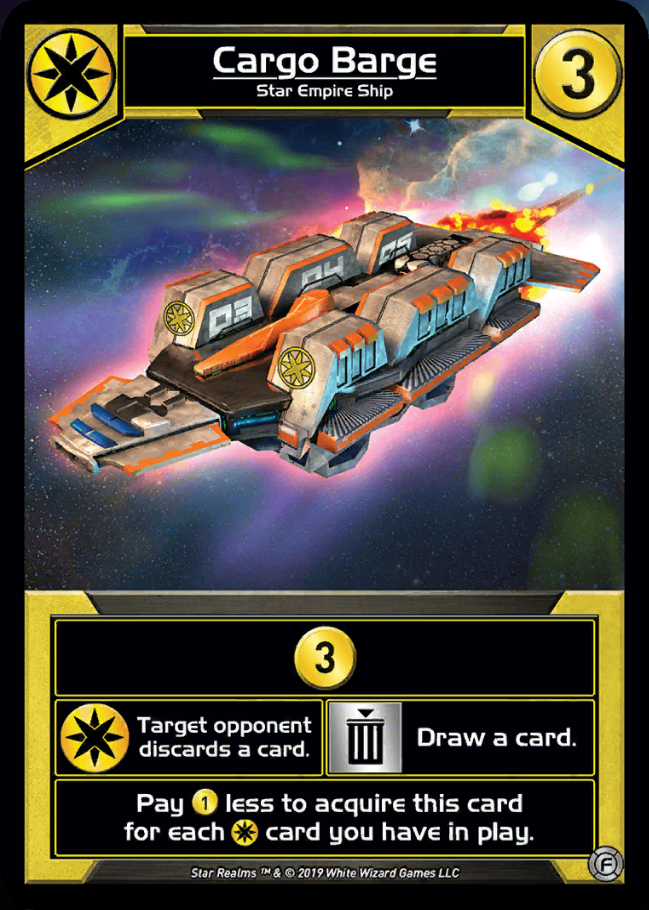 Cargo Barge
3
Star Empire Ship
03
04
05
3
Target opponent
discards a card.
Draw a card.
Pay 1 less to acquire this card
for each card you have in play.
F
Star Realms ™ & © 2019 White Wizard Games LLC